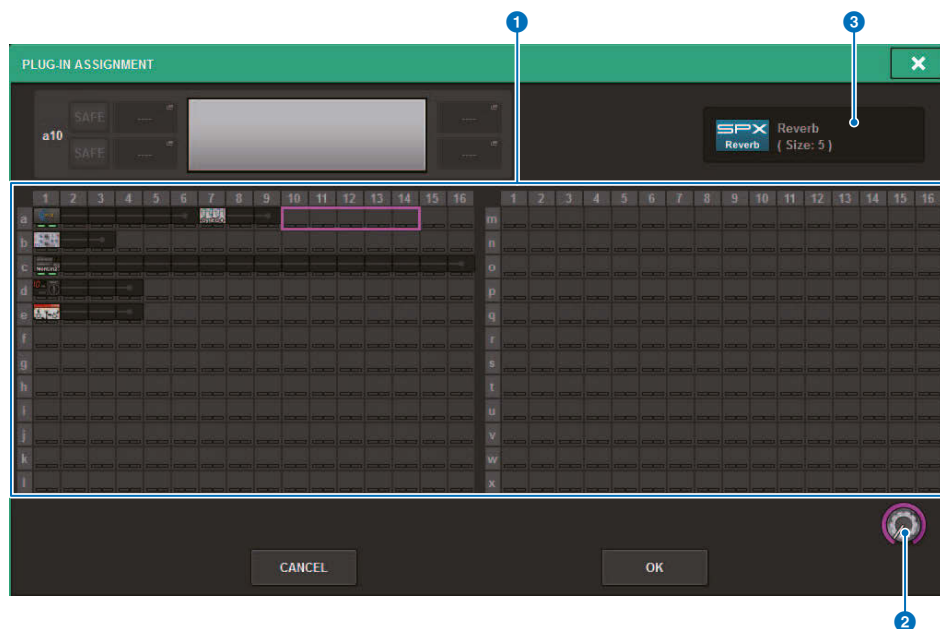 1 3
PLUG-IN ASSIGNMENT
a10 SAFE ---- ----
SAFE ---- ----
SPX Reverb
Reverb ( Size: 5 )
1 2 3 4 5 6 7 8 9 10 11 12 13 14 15 16 1 2 3 4 5 6 7 8 9 10 11 12 13 14 15 16
a m
b n
c o
d p
e q
f r
g s
h t
i u
j v
k w
l x
CANCEL OK
2